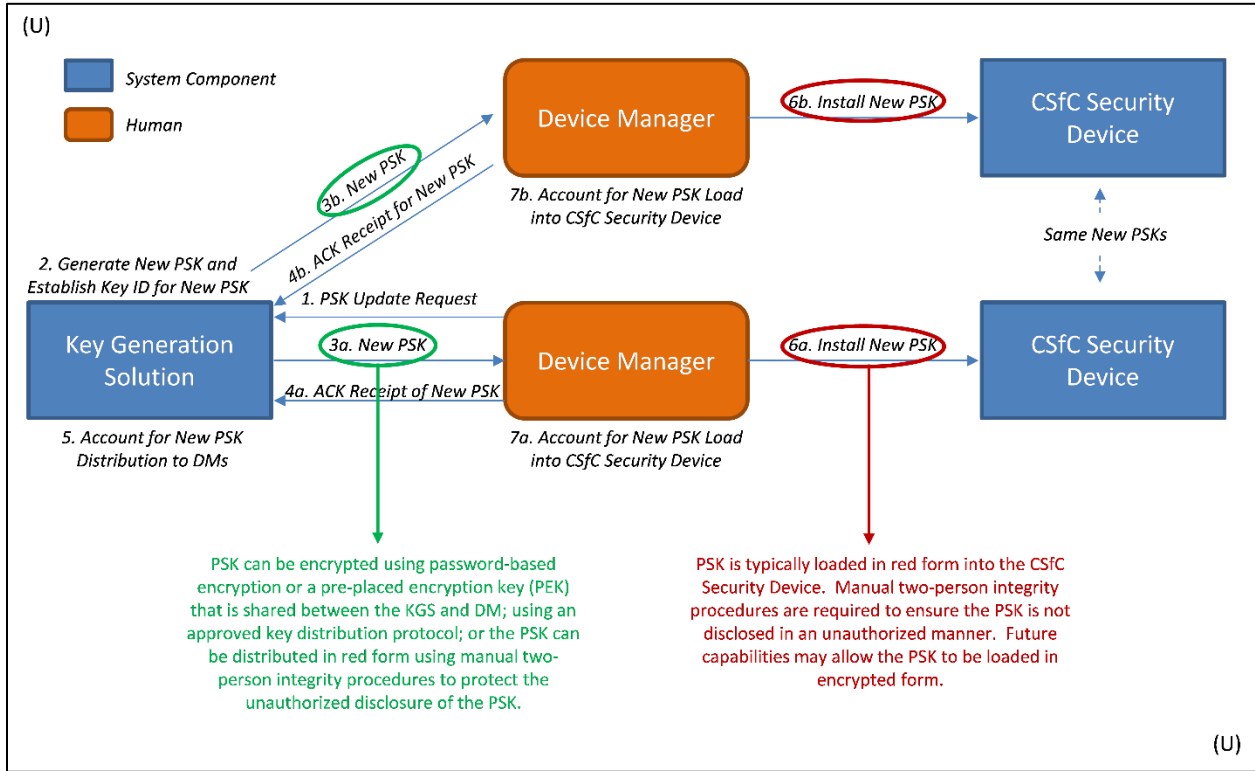 (U)
System Component
Human
Device Manager
6b. Install New PSK
CSfC Security
Device
3b. New PSK
4b. ACK Receipt for New PSK
7b. Account for New PSK Load
into CSfC Security Device
Same New PSKs
2. Generate New PSK and
Establish Key ID for New PSK
1. PSK Update Request
Key Generation
Solution
3a. New PSK
4a. ACK Receipt of New PSK
Device Manager
6a. Install New PSK
CSfC Security
Device
5. Account for New PSK
Distribution to DMs
7a. Account for New PSK Load
into CSfC Security Device
PSK can be encrypted using password-based
encryption or a pre-placed encryption key (PEK)
that is shared between the KGS and DM; using an
approved key distribution protocol; or the PSK can
be distributed in red form using manual two-
person integrity procedures to protect the
unauthorized disclosure of the PSK.
PSK is typically loaded in red form into the CSfC
Security Device.  Manual two-person integrity
procedures are required to ensure the PSK is not
disclosed in an unauthorized manner.  Future
capabilities may allow the PSK to be loaded in
encrypted form.
(U)